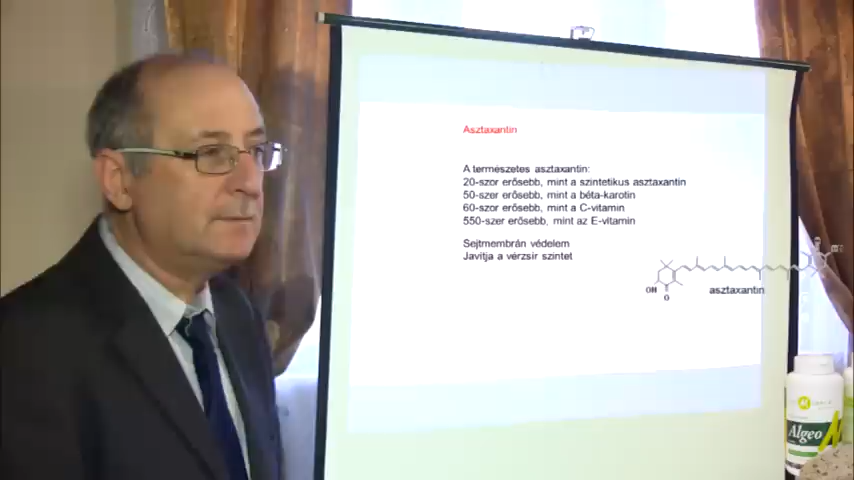 Asztaxantin
A természetes asztaxantin:
20-szor erősebb, mint a szintetikus asztaxantin
50-szer erősebb, mint a béta-karotin
60-szor erősebb, mint a C-vitamin
550-szer erősebb, mint az E-vitamin
Sejtmembrán védelem
Javítja a vérzsír szintet
OH
O
asztaxantin
Algeo